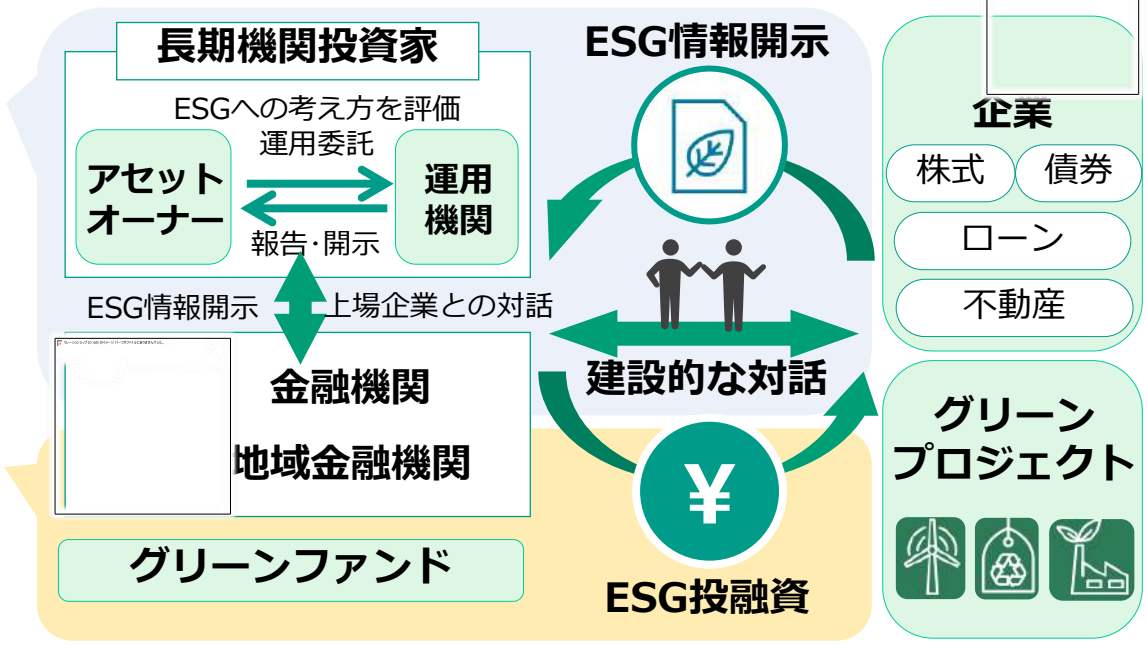 長期機関投資家
ESGへの考え方を評価
運用委託
アセット
オーナー
運用
機関
報告・開示
ESG情報開示
上場企業との対話
金融機関
地域金融機関
グリーンファンド
ESG情報開示
建設的な対話
¥
ESG投融資
企業
株式
債券
ローン
不動産
グリーン
プロジェクト